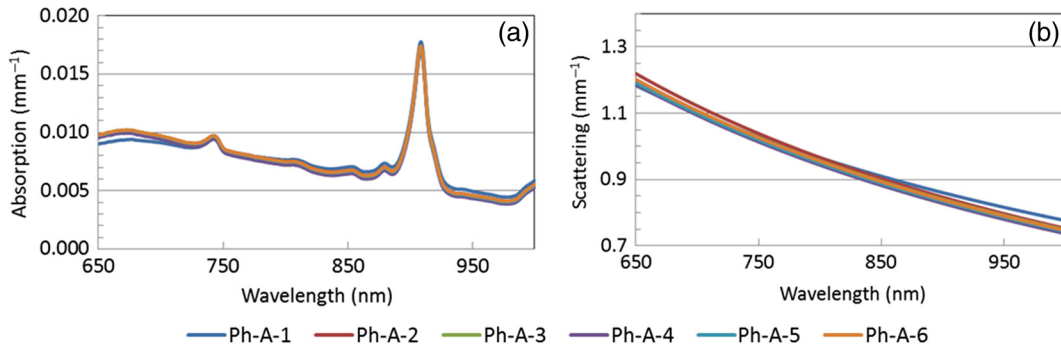 (a)
0.020
0.015
0.010
0.005
0.000
Absorption (mm⁻¹)
650 750 850 950
Wavelength (nm)
(b)
1.3
1.1
0.9
0.7
Scattering (mm⁻¹)
650 750 850 950
Wavelength (nm)
Ph-A-1 Ph-A-2 Ph-A-3 Ph-A-4 Ph-A-5 Ph-A-6